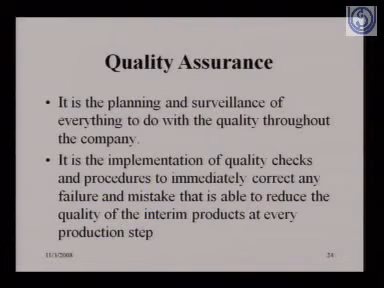 Quality Assurance
• It is the planning and surveillance of
everything to do with the quality throughout
the company.
• It is the implementation of quality checks
and procedures to immediately correct any
failure and mistake that is able to reduce the
quality of the interim products at every
production step
11/3/2008
28